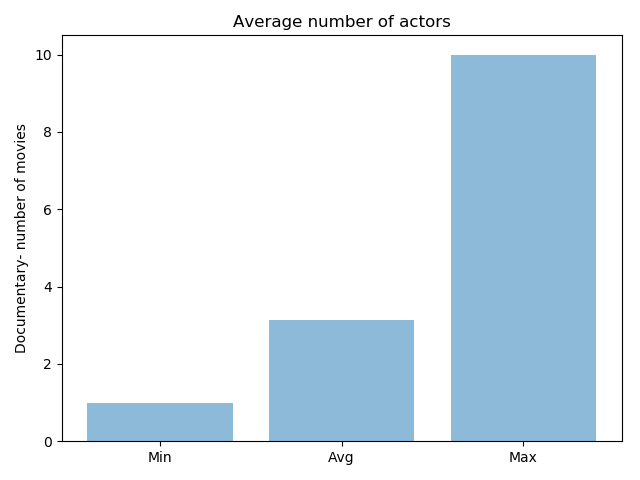 Average number of actors
Documentary- number of movies
10
8
6
4
2
0
Min
Avg
Max